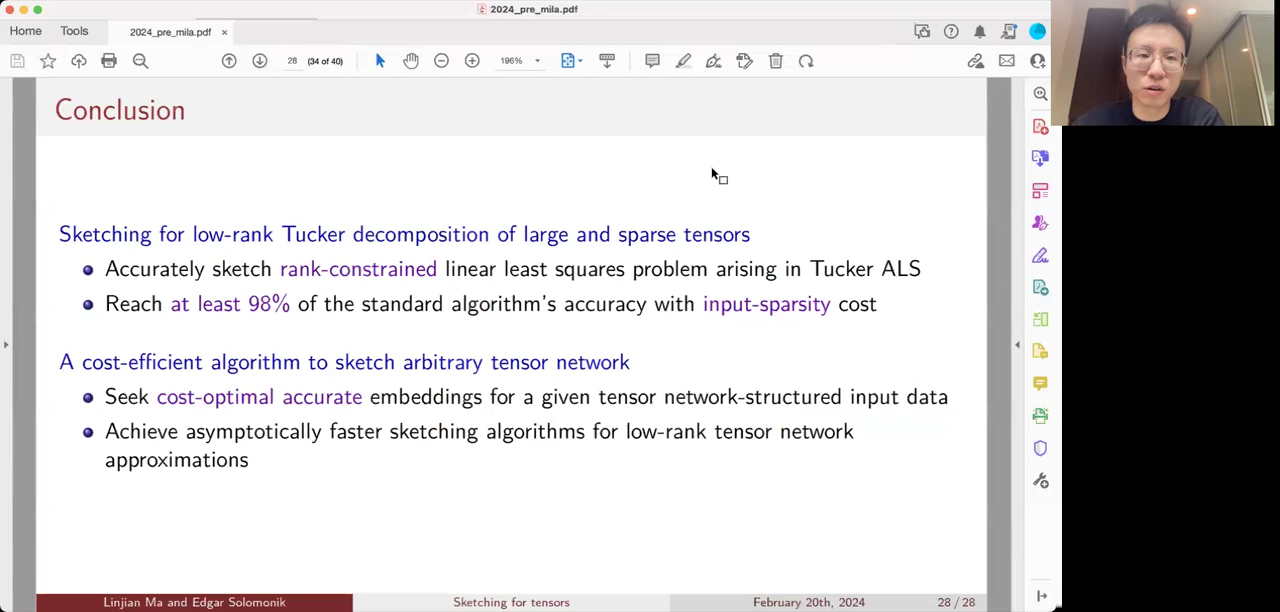 2024_pre_mila.pdf
Home
Tools
2024_pre_mila.pdf
28
(34 of 40)
196%
Conclusion
Sketching for low-rank Tucker decomposition of large and sparse tensors
Accurately sketch rank-constrained linear least squares problem arising in Tucker ALS
Reach at least 98% of the standard algorithm's accuracy with input-sparsity cost
A cost-efficient algorithm to sketch arbitrary tensor network
Seek cost-optimal accurate embeddings for a given tensor network-structured input data
Achieve asymptotically faster sketching algorithms for low-rank tensor network
approximations
Linjian Ma and Edgar Solomonik
Sketching for tensors
February 20th, 2024
28 / 28